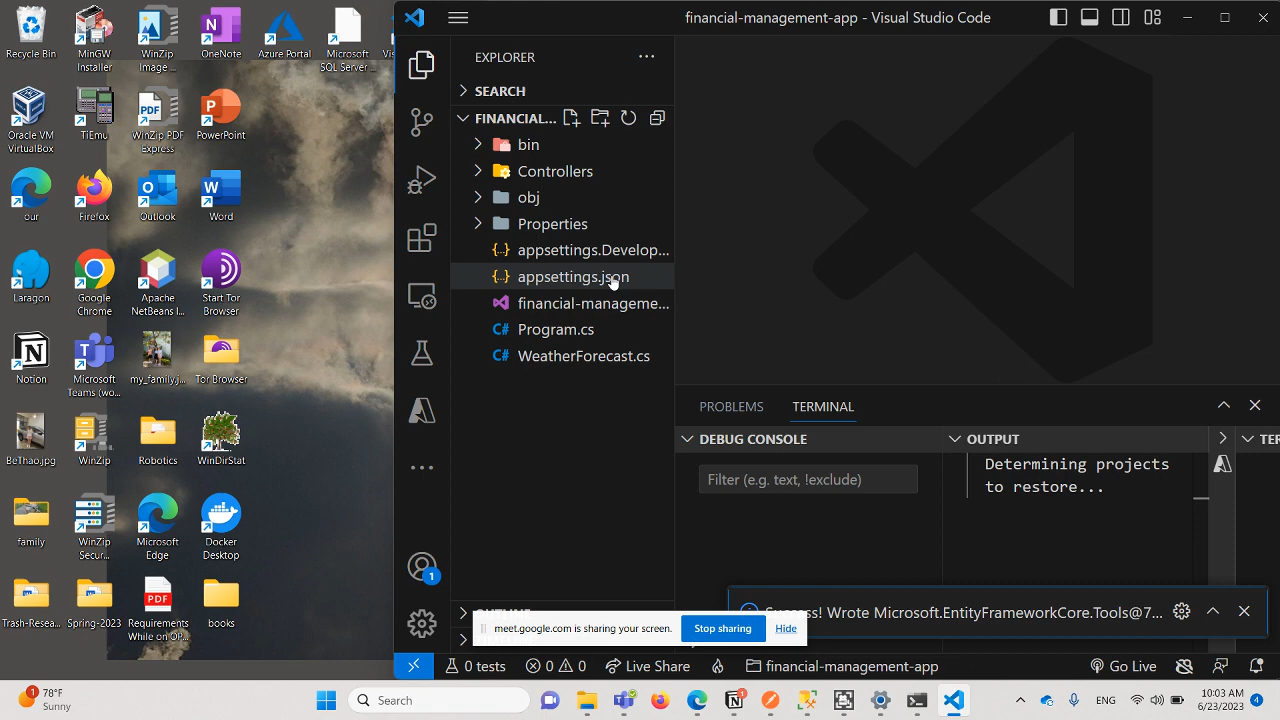 Recycle Bin
MinGW
Installer
WinZip
Image ...
OneNote
Azure Portal
Microsoft
SQL Server ...
Oracle VM
VirtualBox
TiEmu
WinZip PDF
Express
PowerPoint
our
Firefox
Outlook
Word
Laragon
Google
Chrome
Apache
NetBeans I...
Start Tor
Browser
Notion
Microsoft
Teams (wo...
my_family.j...
Tor Browser
BeThao.jpg
WinZip
Robotics
WinDirStat
family
WinZip
Secur...
Microsoft
Edge
Docker
Desktop
Trash-Resea...
Spring-2023
Requirements
While on OP...
books
financial-management-app - Visual Studio Code
EXPLORER
SEARCH
FINANCIAL...
bin
Controllers
obj
Properties
appsettings.Develop...
appsettings.json
financial-manageme...
Program.cs
WeatherForecast.cs
PROBLEMS
TERMINAL
DEBUG CONSOLE
Filter (e.g. text, !exclude)
OUTPUT
Determining projects
to restore...
TER
Success! Wrote Microsoft.EntityFrameworkCore.Tools@7...
1
OUTLINE
meet.google.com is sharing your screen.
Stop sharing
Hide
0 tests
0
0
Live Share
financial-management-app
Go Live
1
78°F
Sunny
Search
ENG
10:03 AM
6/23/2023
4